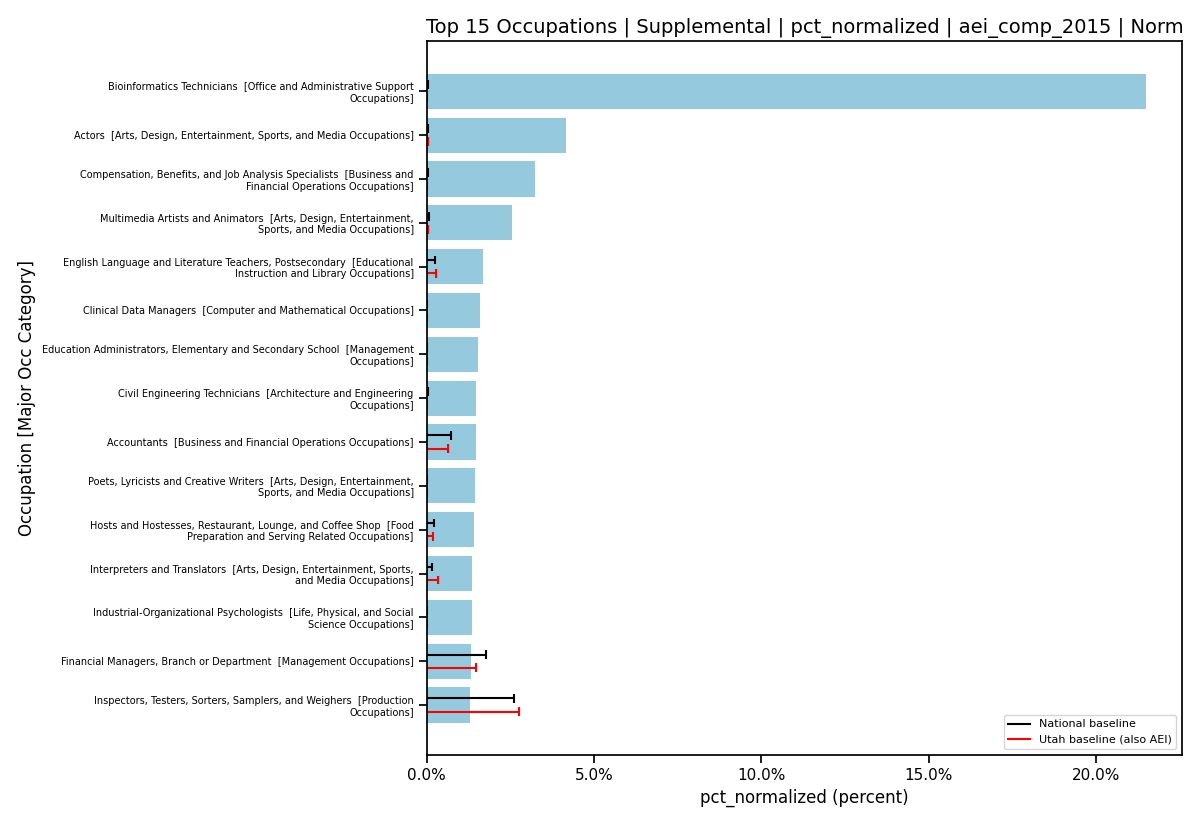 Top 15 Occupations | Supplemental | pct_normalized | aei_comp_2015 | Norm
Occupation [Major Occ Category]
Bioinformatics Technicians  [Office and Administrative Support
Occupations]
Actors  [Arts, Design, Entertainment, Sports, and Media Occupations]
Compensation, Benefits, and Job Analysis Specialists  [Business and
Financial Operations Occupations]
Multimedia Artists and Animators  [Arts, Design, Entertainment,
Sports, and Media Occupations]
English Language and Literature Teachers, Postsecondary  [Educational
Instruction and Library Occupations]
Clinical Data Managers  [Computer and Mathematical Occupations]
Education Administrators, Elementary and Secondary School  [Management
Occupations]
Civil Engineering Technicians  [Architecture and Engineering
Occupations]
Accountants  [Business and Financial Operations Occupations]
Poets, Lyricists and Creative Writers  [Arts, Design, Entertainment,
Sports, and Media Occupations]
Hosts and Hostesses, Restaurant, Lounge, and Coffee Shop  [Food
Preparation and Serving Related Occupations]
Interpreters and Translators  [Arts, Design, Entertainment, Sports,
and Media Occupations]
Industrial-Organizational Psychologists  [Life, Physical, and Social
Science Occupations]
Financial Managers, Branch or Department  [Management Occupations]
Inspectors, Testers, Sorters, Samplers, and Weighers  [Production
Occupations]
National baseline
Utah baseline (also AEI)
0.0% 5.0% 10.0% 15.0% 20.0%
pct_normalized (percent)